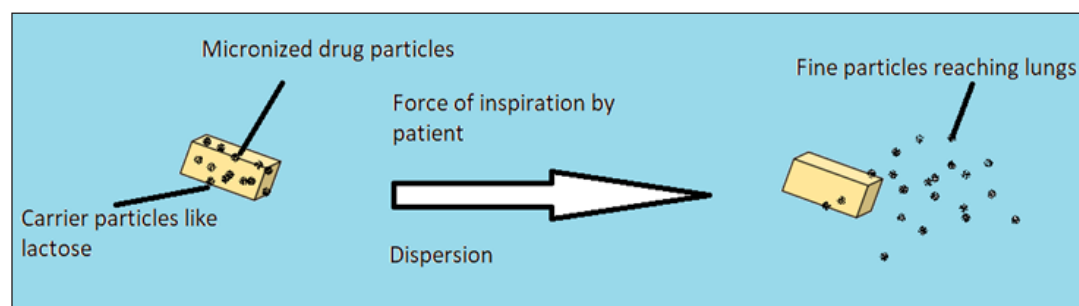 Micronized drug particles
Carrier particles like
lactose
Force of inspiration by
patient
Dispersion
Fine particles reaching lungs